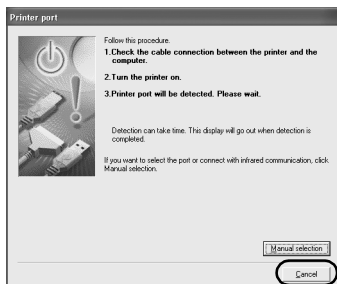 Printer port
Follow this procedure.
1.Check the cable connection between the printer and the
computer.
2.Turn the printer on.
3.Printer port will be detected. Please wait.
Detection can take time. This display will go out when detection is
completed.
If you want to select the port or connect with infrared communication, click
Manual selection.
Manual selection
Cancel